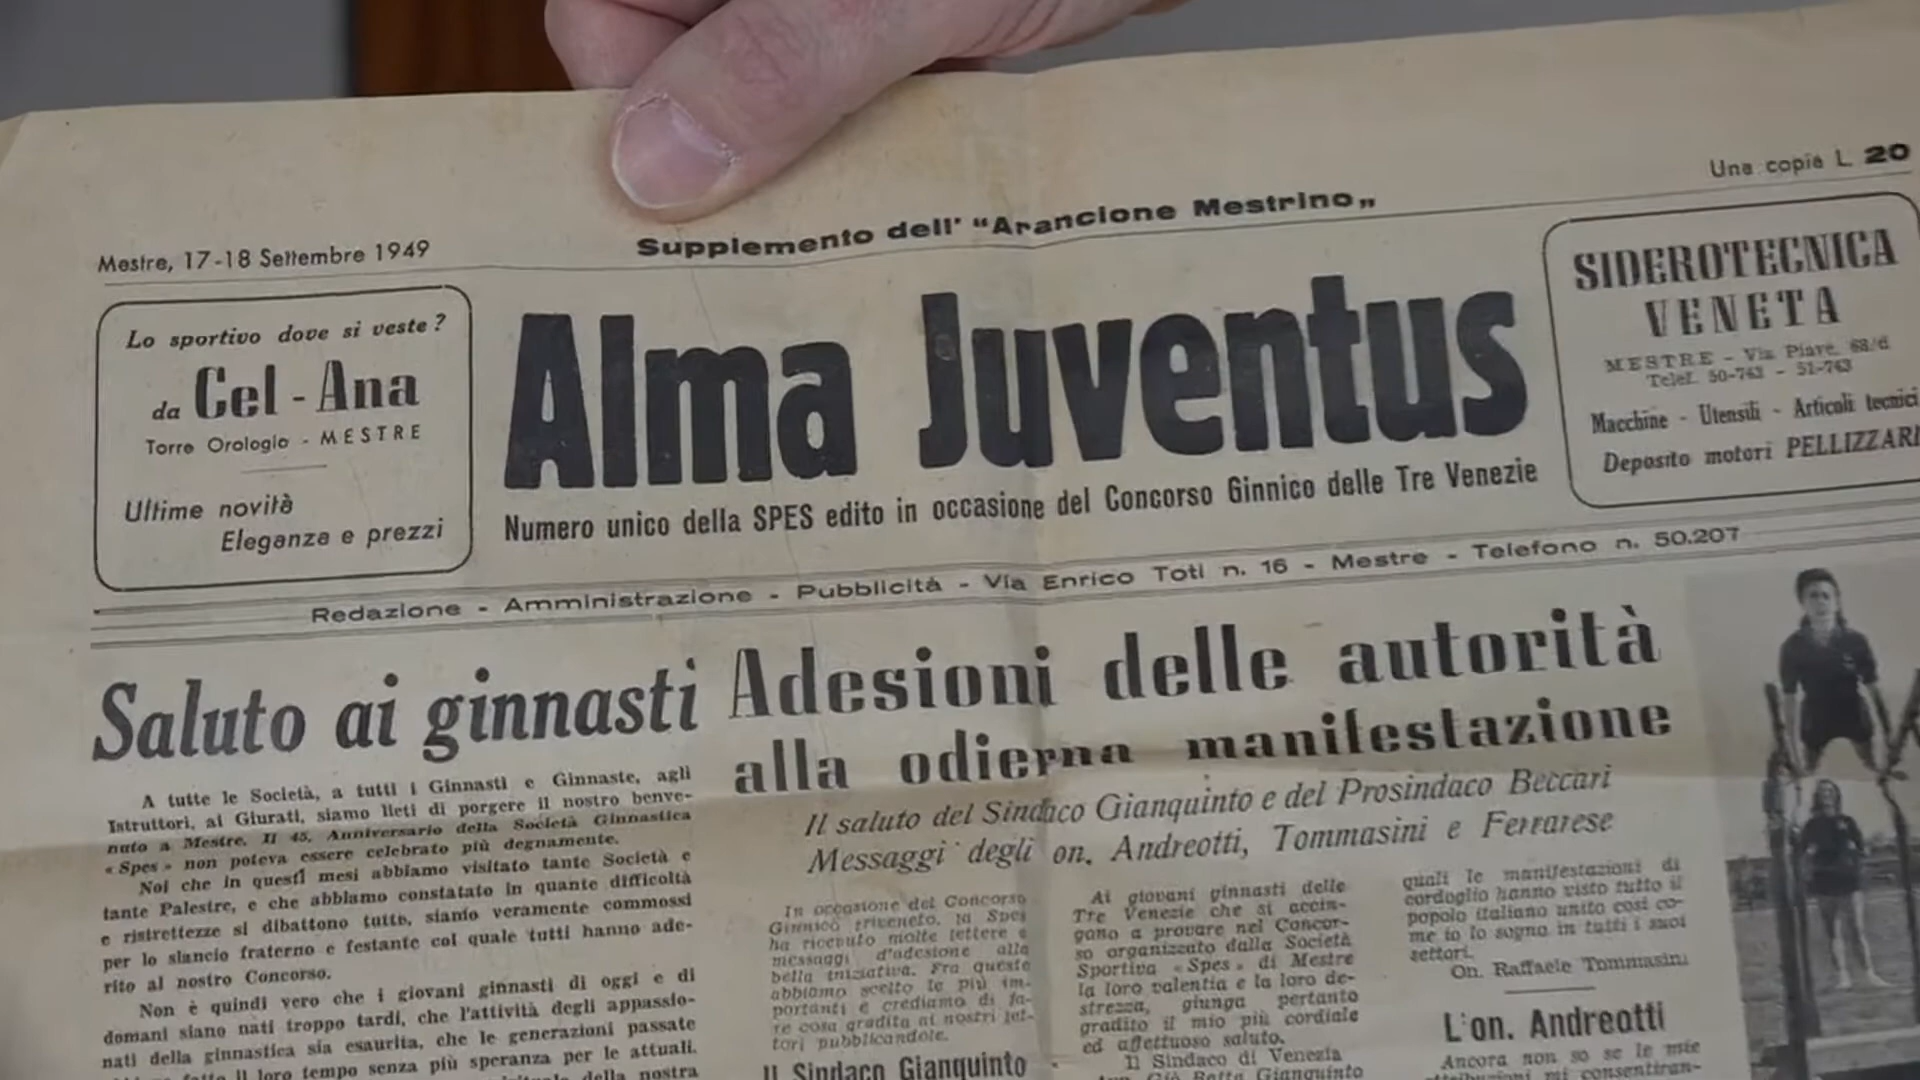 Una copia L. 20
Mestre, 17-18 Settembre 1949
Supplemento dell' "Arancione Mestrino„
Lo sportivo dove si veste?
da Cel - Ana
Torre Orologio - MESTRE
Ultime novità
Eleganza e prezzi
Alma Juventus
Numero unico della SPES edito in occasione del Concorso Ginnico delle Tre Venezie
SIDEROTECNICA
VENETA
MESTRE - Via Piave, 68/d
Telef. 50-743 - 51-743
Macchine - Utensili - Articoli tecnici
Deposito motori PELLIZZARI
Redazione - Amministrazione - Pubblicità - Via Enrico Toti n. 16 - Mestre - Telefono n. 50.207
Saluto ai ginnasti
A tutte le Società, a tutti i Ginnasti e Ginnaste, agli
Istruttori, ai Giurati, siamo lieti di porgere il nostro benve-
nuto a Mestre. Il 45. Anniversario della Società Ginnastica
«Spes» non poteva essere celebrato più degnamente.
Noi che in questi mesi abbiamo visitato tante Società e
tante Palestre, e che abbiamo constatato in quante difficoltà
e ristrettezze si dibattono tutte, siamo veramente commossi
per lo slancio fraterno e festante col quale tutti hanno ade-
rito al nostro Concorso.
Non è quindi vero che i giovani ginnasti di oggi e di
domani siano nati troppo tardi, che l'attività degli appassio-
nati della ginnastica sia esaurita, che le generazioni passate
il loro tempo senza più speranza per le attuali.
della nostra
Adesioni delle autorità
alla odierna manifestazione
Il saluto del Sindaco Gianquinto e del Prosindaco Beccari
Messaggi degli on. Andreotti, Tommasini e Ferrarese
In occasione del Concorso
Ginnico triveneto, la Spes
ha ricevuto molte lettere e
messaggi d'adesione alla
bella iniziativa. Fra queste
abbiamo scelto le più im-
portanti e crediamo di fa-
re cosa gradita ai nostri let-
tori pubblicandole.
Il Sindaco Gianquinto
Ai giovani ginnasti delle
Tre Venezie che si accin-
gono a provare nel Concor-
so organizzato dalla Società
Sportiva «Spes» di Mestre
la loro valentia e la loro de-
strezza, giunga pertanto
gradito il mio più cordiale
ed affettuoso saluto.
Il Sindaco di Venezia
Gio Batta Gianquinto
quali le manifestazioni di
cordoglio hanno visto tutto il
popolo italiano unito così co-
me io lo sogno in tutti i suoi
settori.
On. Raffaele Tommasini
L'on. Andreotti
Ancora non so se le mie
mi consentiran-